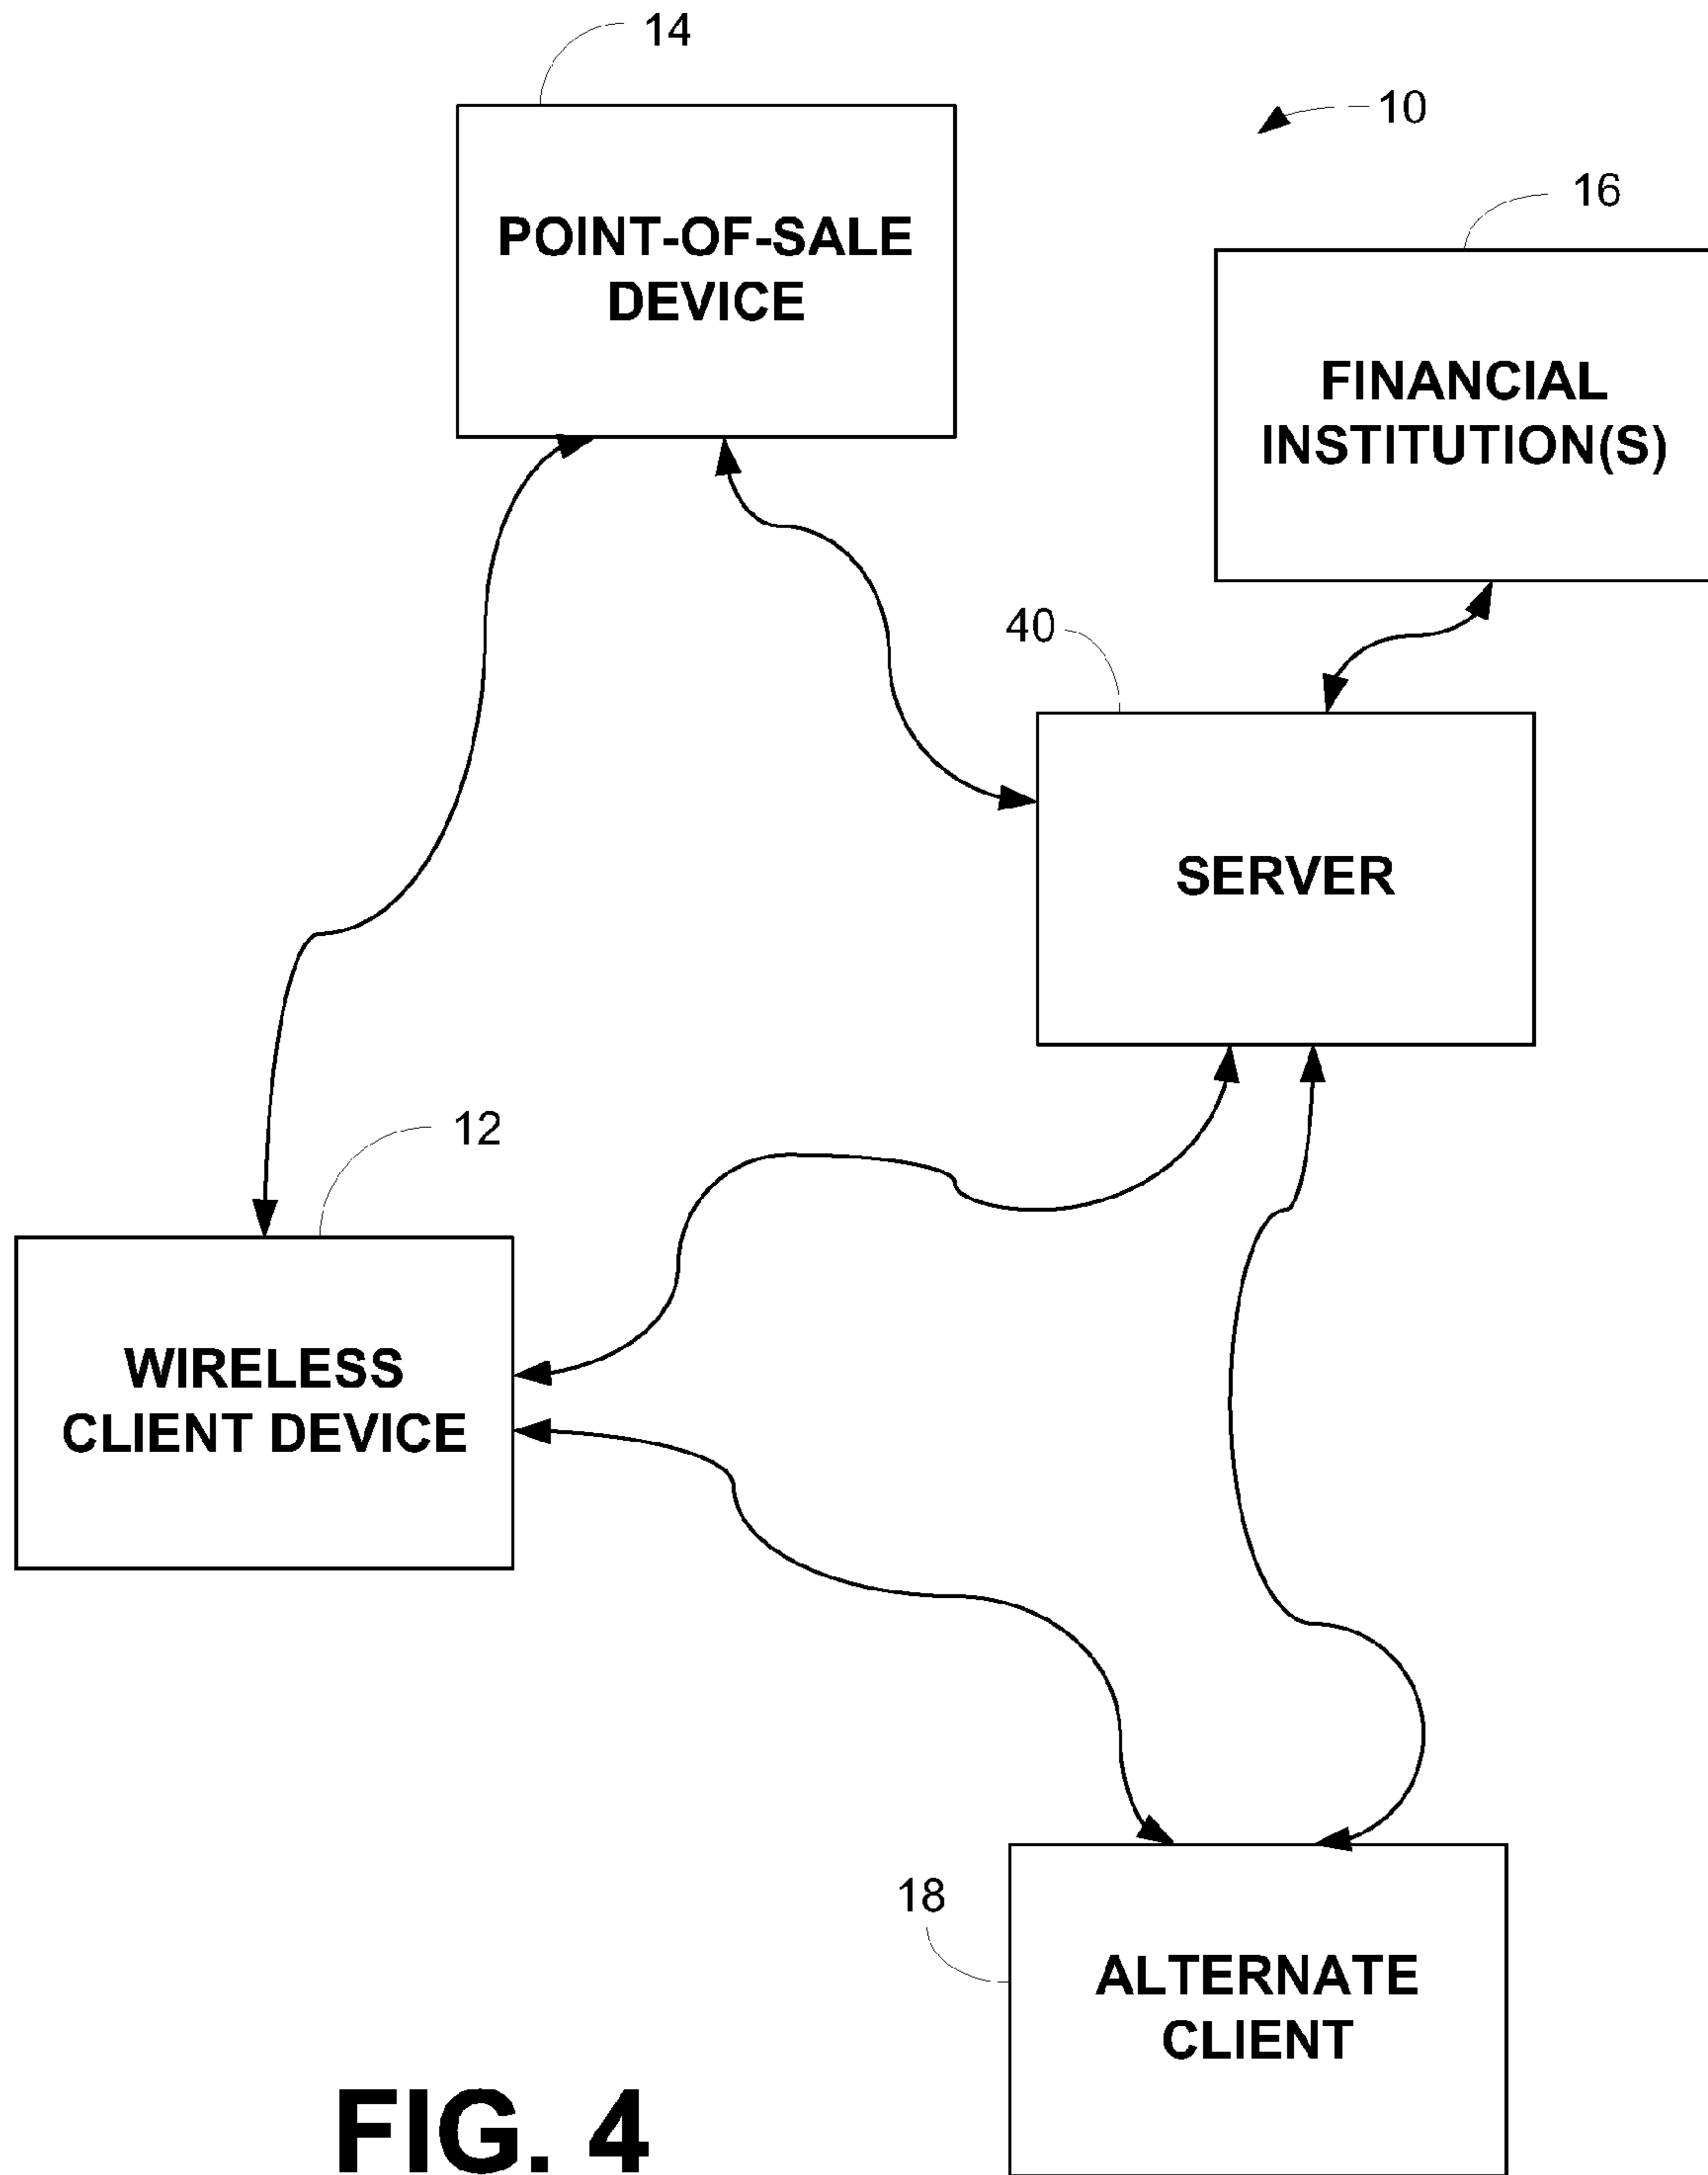 14
10
POINT-OF-SALE
DEVICE
16
FINANCIAL
INSTITUTION(S)
40
SERVER
12
WIRELESS
CLIENT DEVICE
18
ALTERNATE
CLIENT
FIG. 4